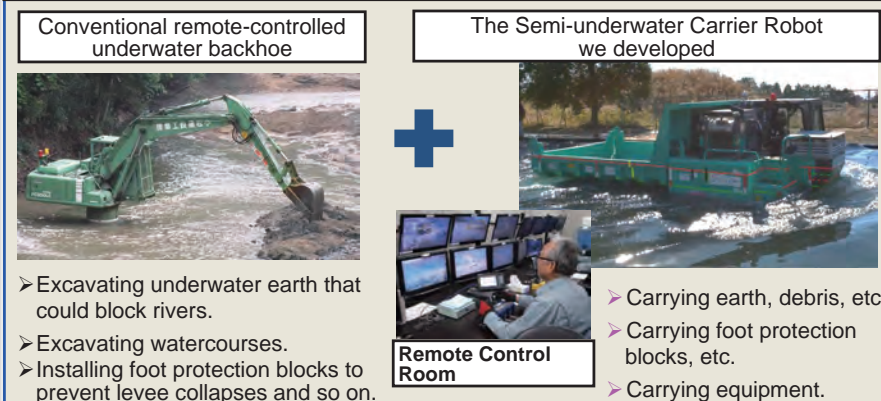 Conventional remote-controlled
underwater backhoe
The Semi-underwater Carrier Robot
we developed
➢Excavating underwater earth that
could block rivers.
➢Excavating watercourses.
➢Installing foot protection blocks to
prevent levee collapses and so on.
Remote Control
Room
➢Carrying earth, debris, etc
➢Carrying foot protection
blocks, etc.
➢Carrying equipment.